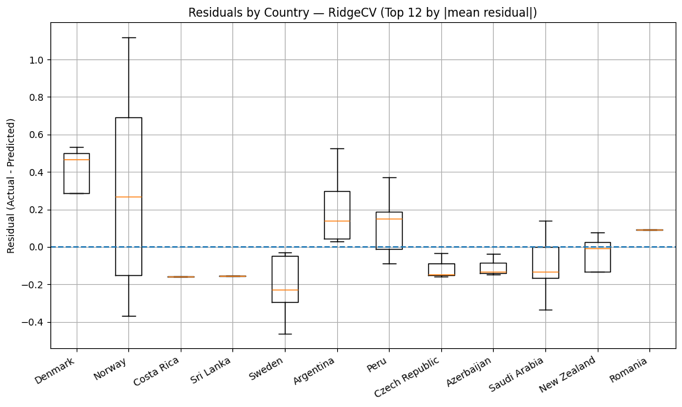 Residuals by Country — RidgeCV (Top 12 by |mean residual|)
Residual (Actual - Predicted)
1.0
0.8
0.6
0.4
0.2
0.0
−0.2
−0.4
Denmark
Norway
Costa Rica
Sri Lanka
Sweden
Argentina
Peru
Czech Republic
Azerbaijan
Saudi Arabia
New Zealand
Romania